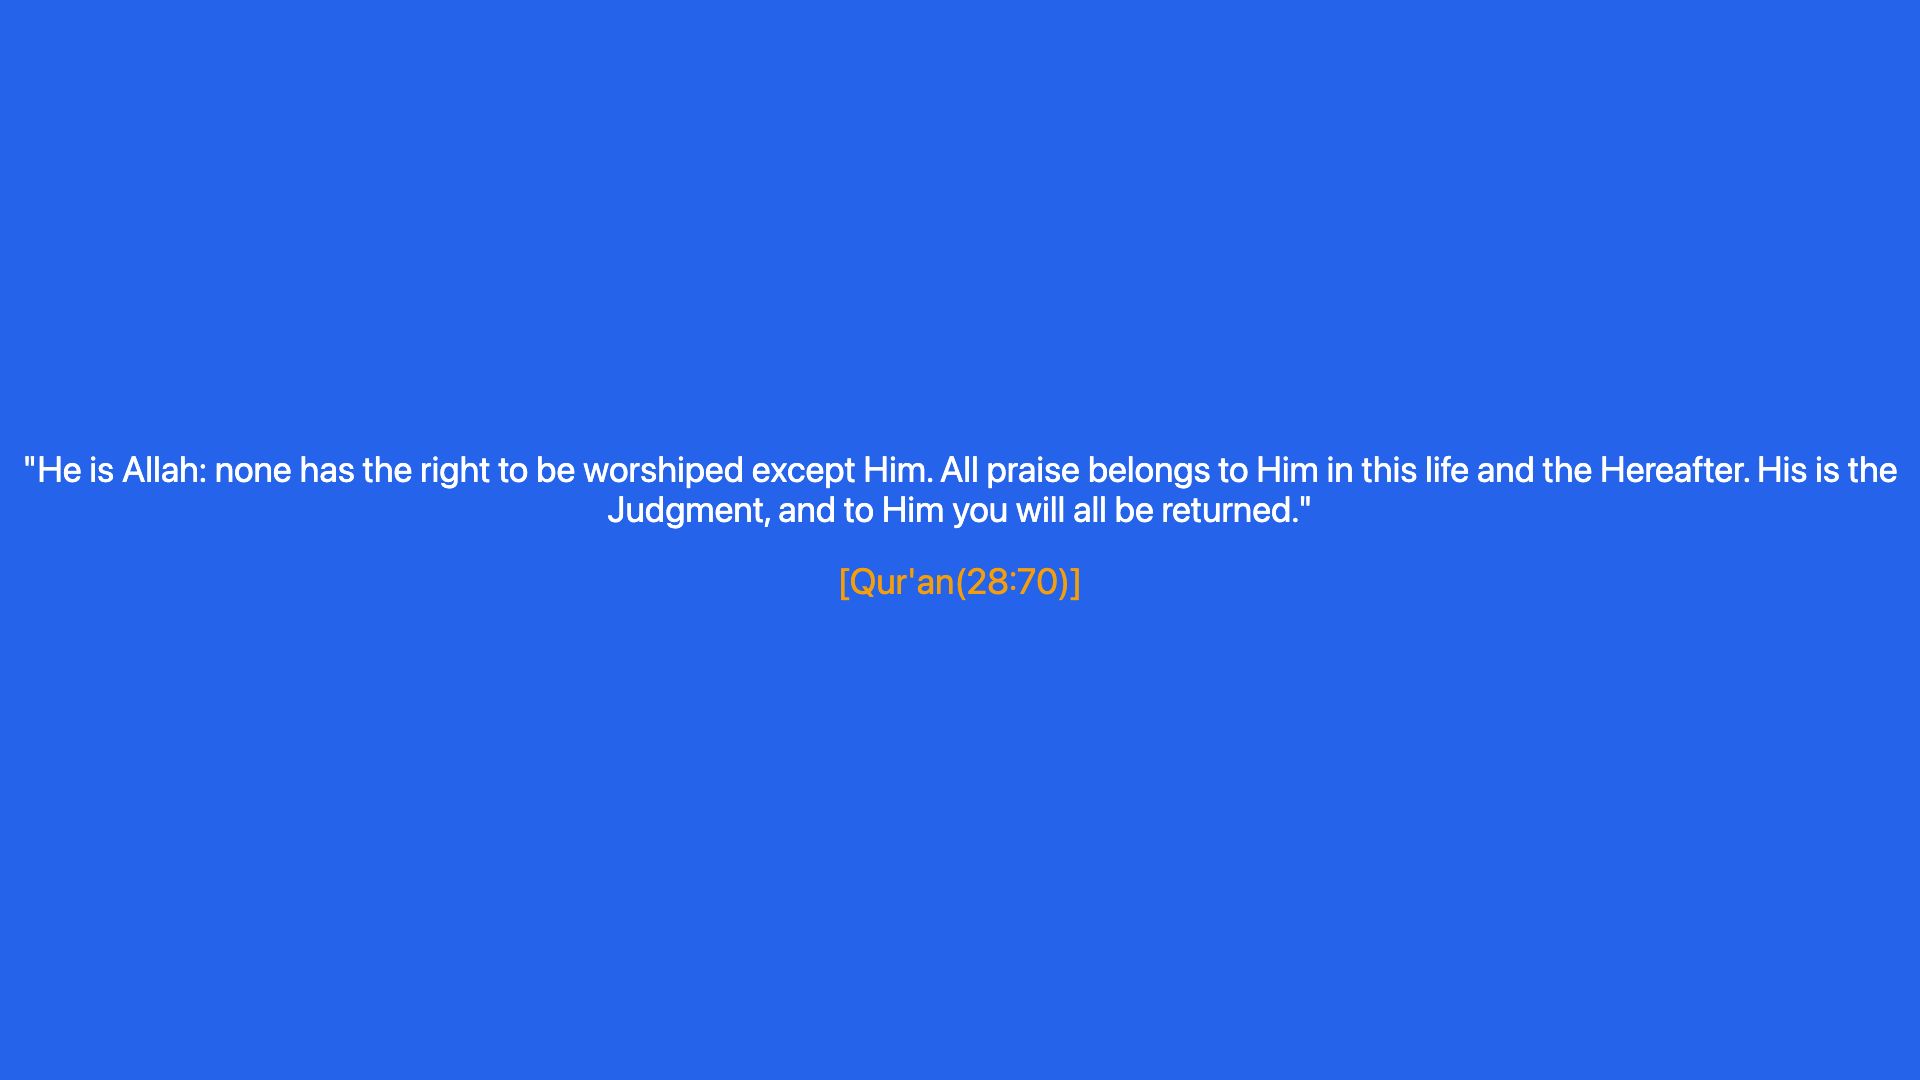 "He is Allah: none has the right to be worshiped except Him. All praise belongs to Him in this life and the Hereafter. His is the
Judgment, and to Him you will all be returned."
[Qur'an(28:70)]